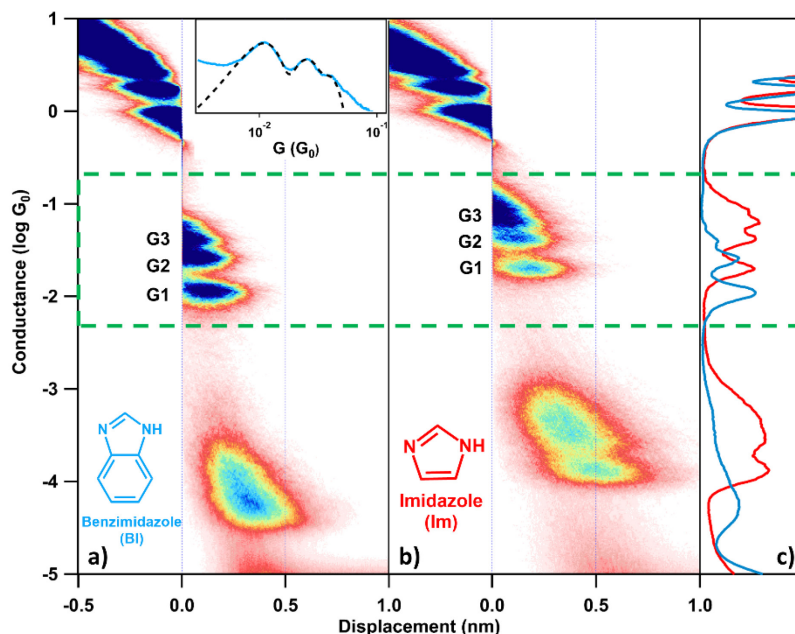 1
0
-1
-2
-3
-4
-5
Conductance (log G₀)
10⁻²
10⁻¹
G (G₀)
G3
G2
G1
N
NH
Benzimidazole
(BI)
a)
G3
G2
G1
N
NH
Imidazole
(Im)
b)
c)
-0.5
0.0
0.5
1.0
0.0
0.5
1.0
Displacement (nm)